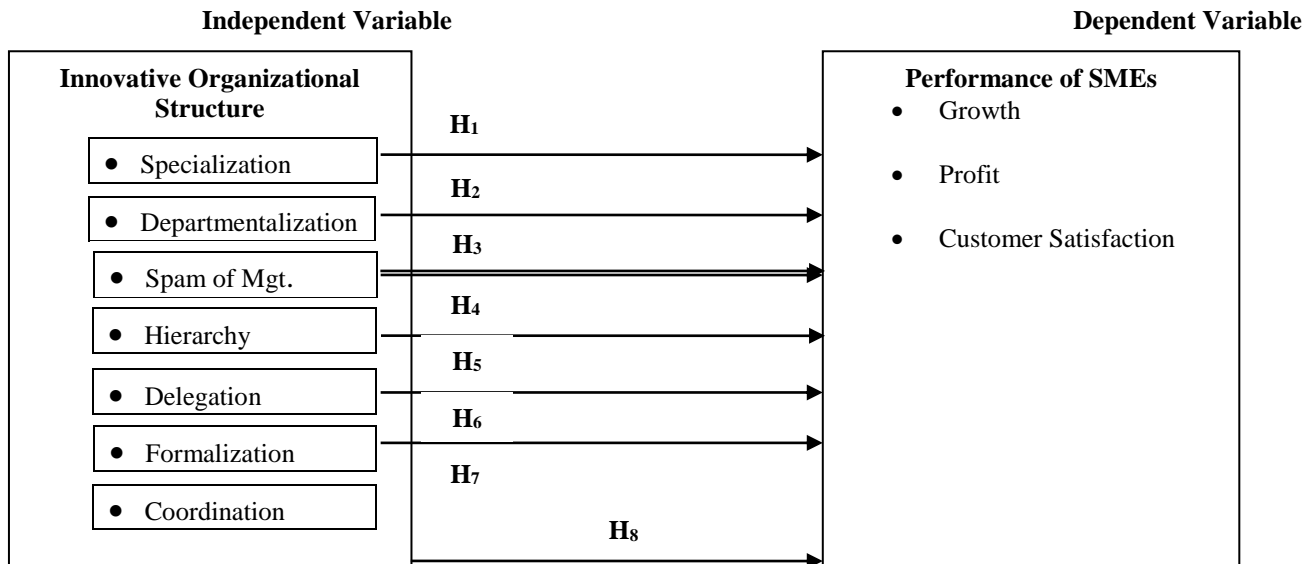 Independent Variable
Dependent Variable
Innovative Organizational
Structure
• Specialization
• Departmentalization
• Spam of Mgt.
• Hierarchy
• Delegation
• Formalization
• Coordination
H1
H2
H3
H4
H5
H6
H7
H8
Performance of SMEs
• Growth
• Profit
• Customer Satisfaction